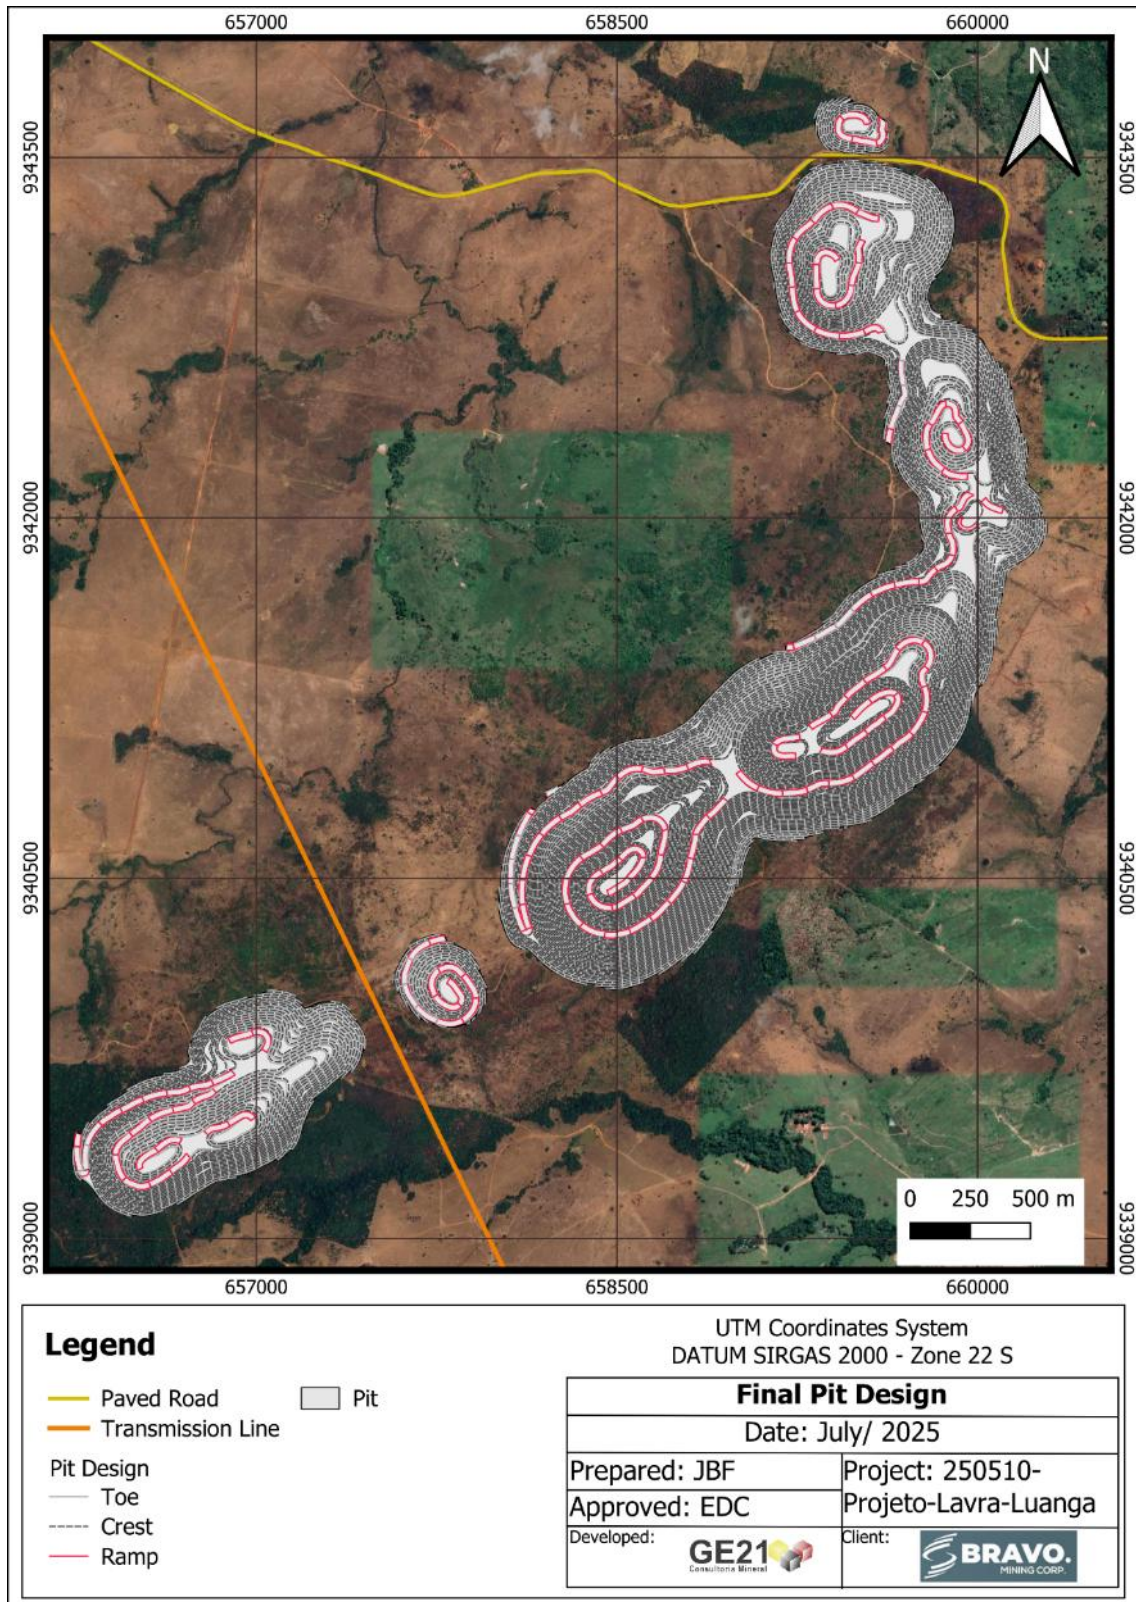 657000 658500 660000
N
9343500 9343500
9342000 9342000
9340500 9340500
9339000 9339000
0 250 500 m
657000 658500 660000
Legend
Paved Road
Pit
Transmission Line
Pit Design
Toe
Crest
Ramp
UTM Coordinates System
DATUM SIRGAS 2000 - Zone 22 S
Final Pit Design
Date: July/ 2025
Prepared: JBF
Approved: EDC
Project: 250510-
Projeto-Lavra-Luanga
Developed:
GE21
Consultoria Mineral
Client:
BRAVO.
MINING CORP.